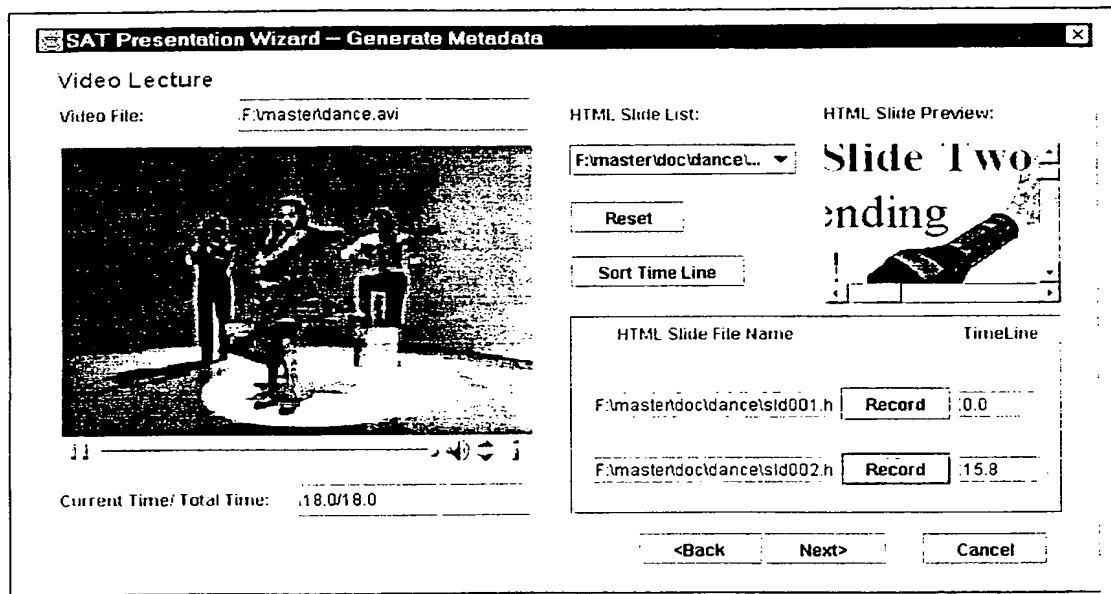 SAT Presentation Wizard – Generate Metadata
Video Lecture
Video File: F:\master\dance.avi
HTML Slide List:
F:\master\doc\dance\...
Reset
Sort Time Line
HTML Slide Preview:
Slide Two
ending
HTML Slide File Name TimeLine
F:\master\doc\dance\sld001.h Record 0.0
F:\master\doc\dance\sld002.h Record 15.8
Current Time/ Total Time: 18.0/18.0
<Back Next> Cancel